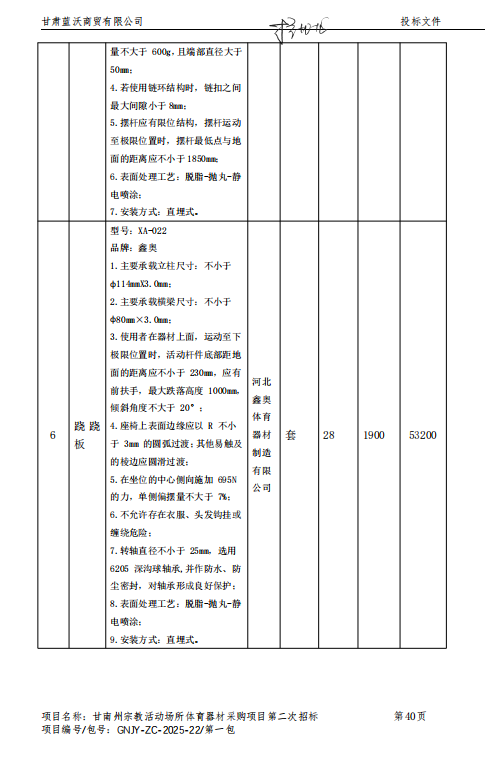 甘肃蓝沃商贸有限公司
投标文件
量不大于 600g,且端部直径大于
50mm;
4.若使用链环结构时，链扣之间
最大间隙小于 8mm;
5.摆杆应有限位结构，摆杆运动
至极限位置时，摆杆最低点与地
面的距离应不小于1850mm;
6.表面处理工艺：脱脂-抛丸-静
电喷涂;
7.安装方式：直埋式。
6
跷跷
板
型号：XA-022
品牌：鑫奥
1.主要承载立柱尺寸：不小于
φ114mmX3.0mm;
2.主要承载横梁尺寸：不小于
φ80mm×3.0mm;
3.使用者在器材上面，运动至下
极限位置时，活动杆件底部距地
面的距离应不小于 230mm，应有
前扶手，最大跌落高度 1000mm,
倾斜角度不大于 20°;
4.座椅上表面边缘应以 R 不小
于 3mm 的圆弧过渡;其他易触及
的棱边应圆滑过渡;
5.在坐位的中心侧向施加 695N
的力，单侧偏摆量不大于 7%;
6.不允许存在衣服、头发钩挂或
缠绕危险;
7.转轴直径不小于 25mm，选用
6205 深沟球轴承,并作防水、防
尘密封，对轴承形成良好保护;
8.表面处理工艺：脱脂-抛丸-静
电喷涂;
9.安装方式：直埋式。
河北
鑫奥
体育
器材
制造
有限
公司
套
28
1900
53200
项目名称：甘南州宗教活动场所体育器材采购项目第二次招标
第40页
项目编号/包号：GNJY-ZC-2025-22/第一包